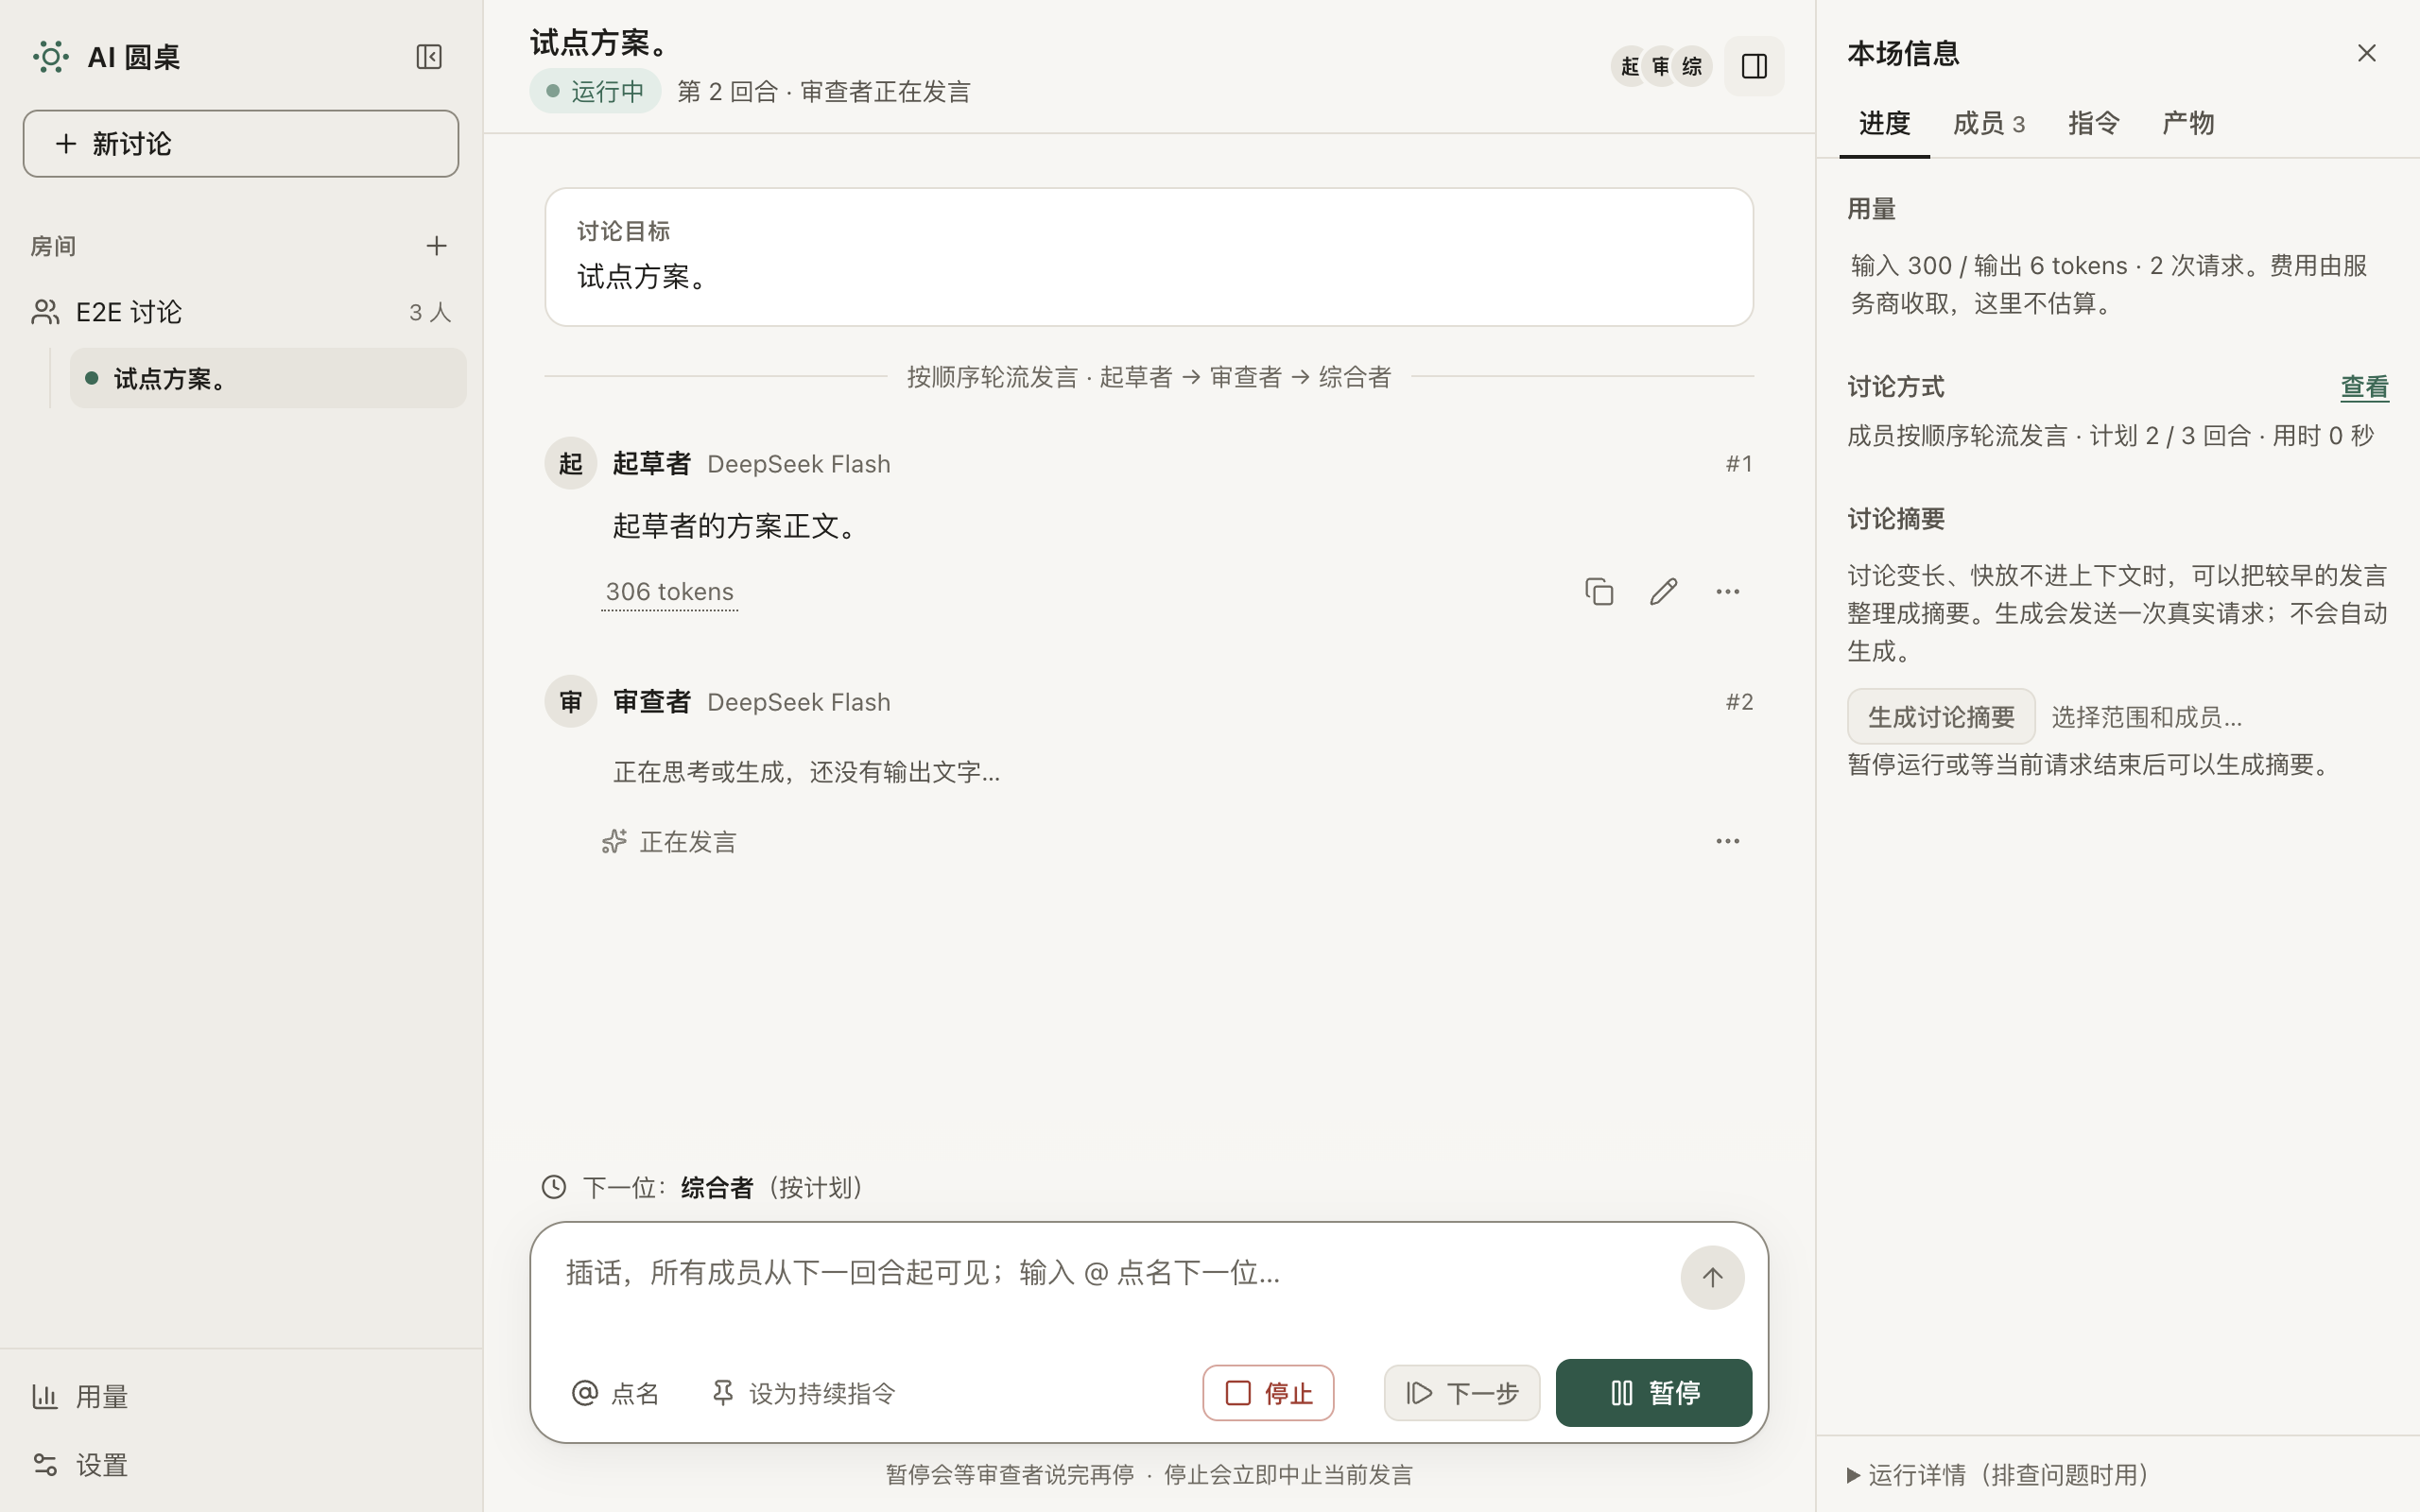 AI 圆桌
新讨论
房间
E2E 讨论
3 人
试点方案。
用量
设置
试点方案。
运行中
第 2 回合 · 审查者正在发言
起
审
综
讨论目标
试点方案。
按顺序轮流发言 · 起草者 → 审查者 → 综合者
起
起草者 DeepSeek Flash
#1
起草者的方案正文。
306 tokens
审
审查者 DeepSeek Flash
#2
正在思考或生成，还没有输出文字...
正在发言
下一位：综合者（按计划）
插话，所有成员从下一回合起可见；输入 @ 点名下一位...
@ 点名
设为持续指令
停止
下一步
暂停
暂停会等审查者说完再停 · 停止会立即中止当前发言
本场信息
进度
成员 3
指令
产物
用量
输入 300 / 输出 6 tokens · 2 次请求。费用由服
务商收取，这里不估算。
讨论方式
查看
成员按顺序轮流发言 · 计划 2 / 3 回合 · 用时 0 秒
讨论摘要
讨论变长、快放不进上下文时，可以把较早的发言
整理成摘要。生成会发送一次真实请求；不会自动
生成。
生成讨论摘要
选择范围和成员...
暂停运行或等当前请求结束后可以生成摘要。
运行详情（排查问题时用）